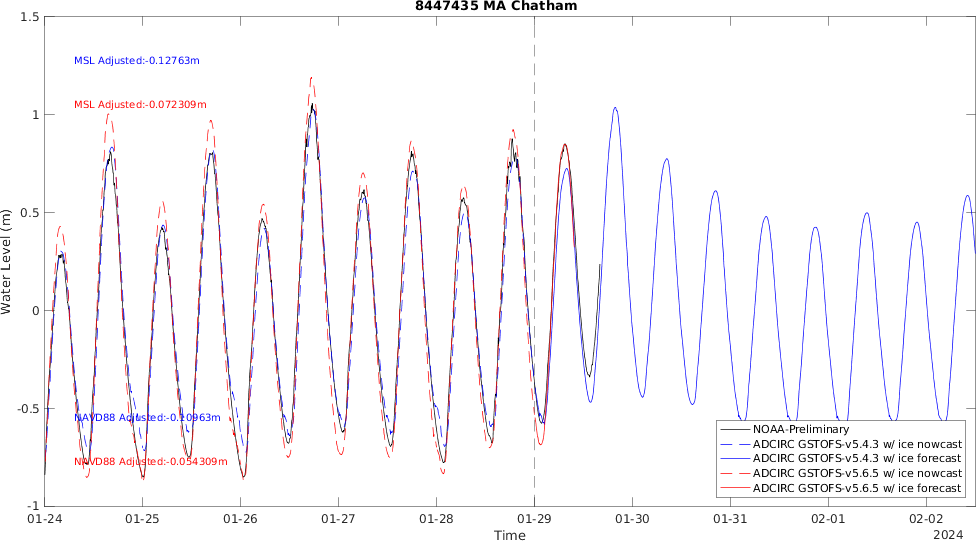 8447435 MA Chatham
1.5
1
0.5
0
-0.5
-1
Water Level (m)
MSL Adjusted:-0.12763m
MSL Adjusted:-0.072309m
NAVD88 Adjusted:-0.10963m
NAVD88 Adjusted:-0.054309m
NOAA-Preliminary
ADCIRC GSTOFS-v5.4.3 w/ ice nowcast
ADCIRC GSTOFS-v5.4.3 w/ ice forecast
ADCIRC GSTOFS-v5.6.5 w/ ice nowcast
ADCIRC GSTOFS-v5.6.5 w/ ice forecast
01-24 01-25 01-26 01-27 01-28 01-29 01-30 01-31 02-01 02-02
Time
2024